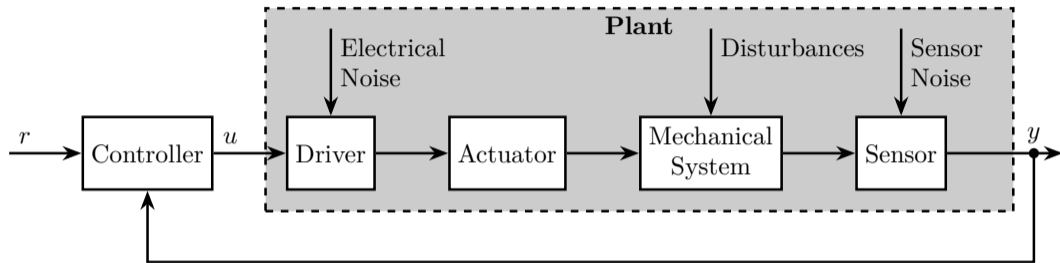 Plant
Electrical
Noise
Disturbances
Sensor
Noise
r
Controller
u
Driver
Actuator
Mechanical
System
Sensor
y